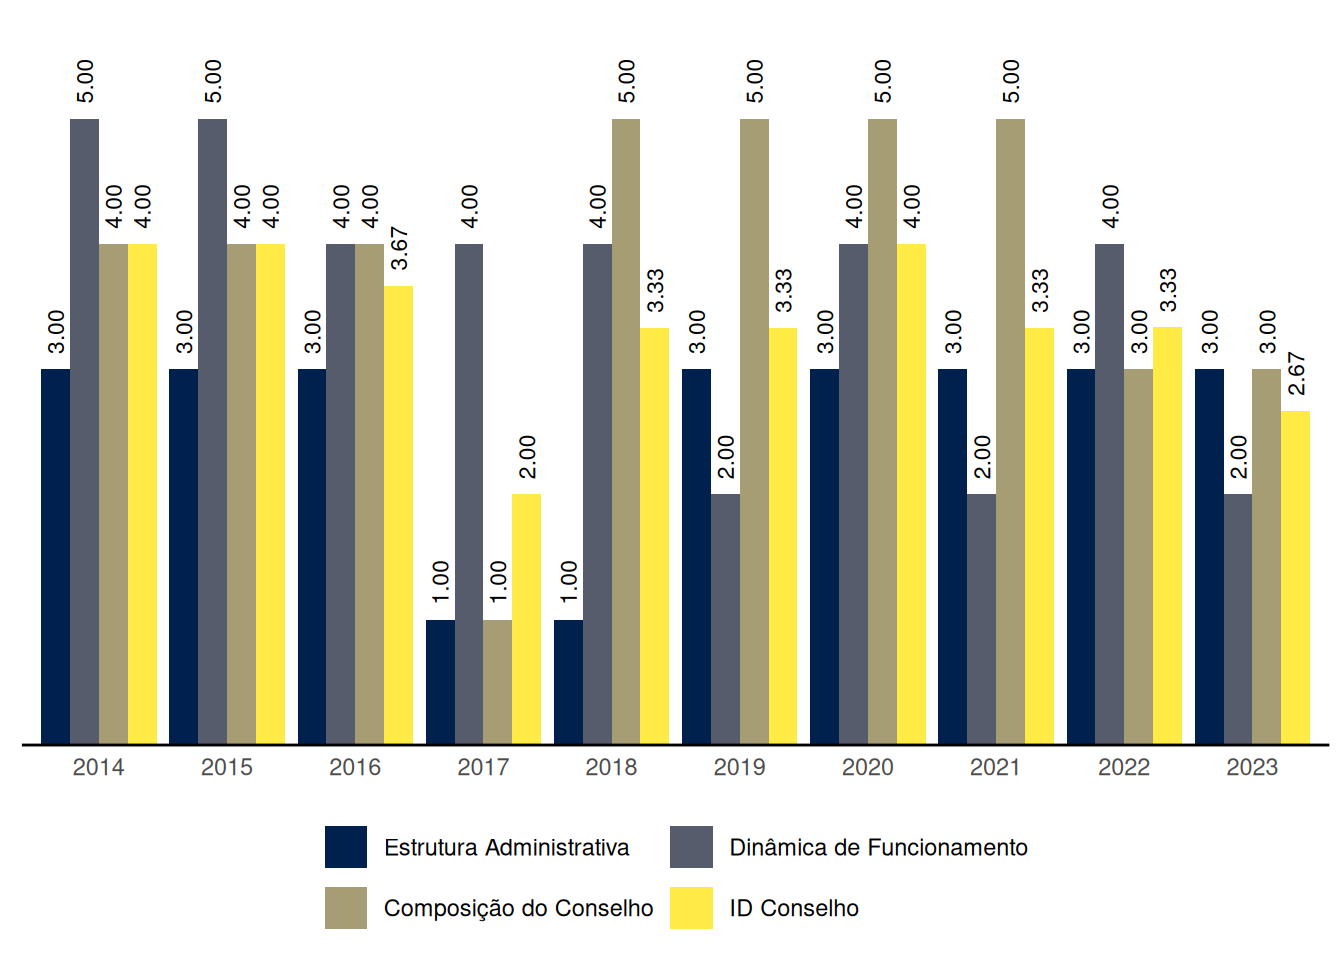 5.00 5.00 5.00 5.00 5.00 5.00
4.00 4.00 4.00 4.00 4.00 4.00 4.00 4.00 4.00 4.00 4.00
3.67
3.33 3.33 3.33 3.33
3.00 3.00 3.00 3.00 3.00 3.00 3.00 3.00 3.00 3.00
2.67
2.00 2.00 2.00 2.00
1.00 1.00 1.00
2014 2015 2016 2017 2018 2019 2020 2021 2022 2023
Estrutura Administrativa Dinâmica de Funcionamento
Composição do Conselho ID Conselho